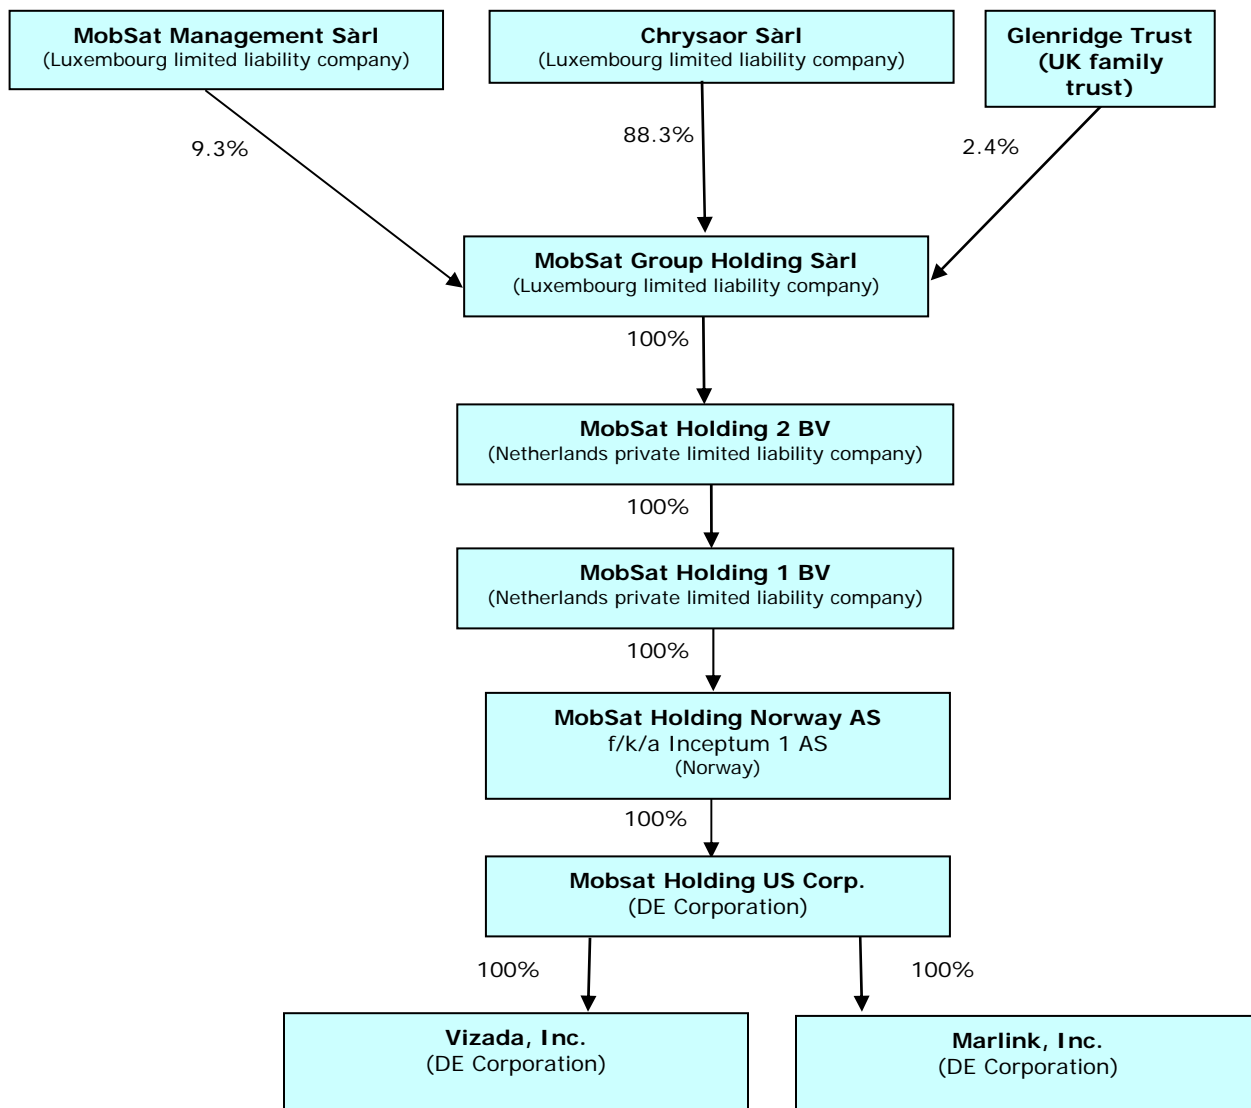 MobSat Management Sàrl
(Luxembourg limited liability company)
Chrysaor Sàrl
(Luxembourg limited liability company)
Glenridge Trust
(UK family
trust)
9.3%
88.3%
2.4%
MobSat Group Holding Sàrl
(Luxembourg limited liability company)
100%
MobSat Holding 2 BV
(Netherlands private limited liability company)
100%
MobSat Holding 1 BV
(Netherlands private limited liability company)
100%
MobSat Holding Norway AS
f/k/a Inceptum 1 AS
(Norway)
100%
Mobsat Holding US Corp.
(DE Corporation)
100%
100%
Vizada, Inc.
(DE Corporation)
Marlink, Inc.
(DE Corporation)